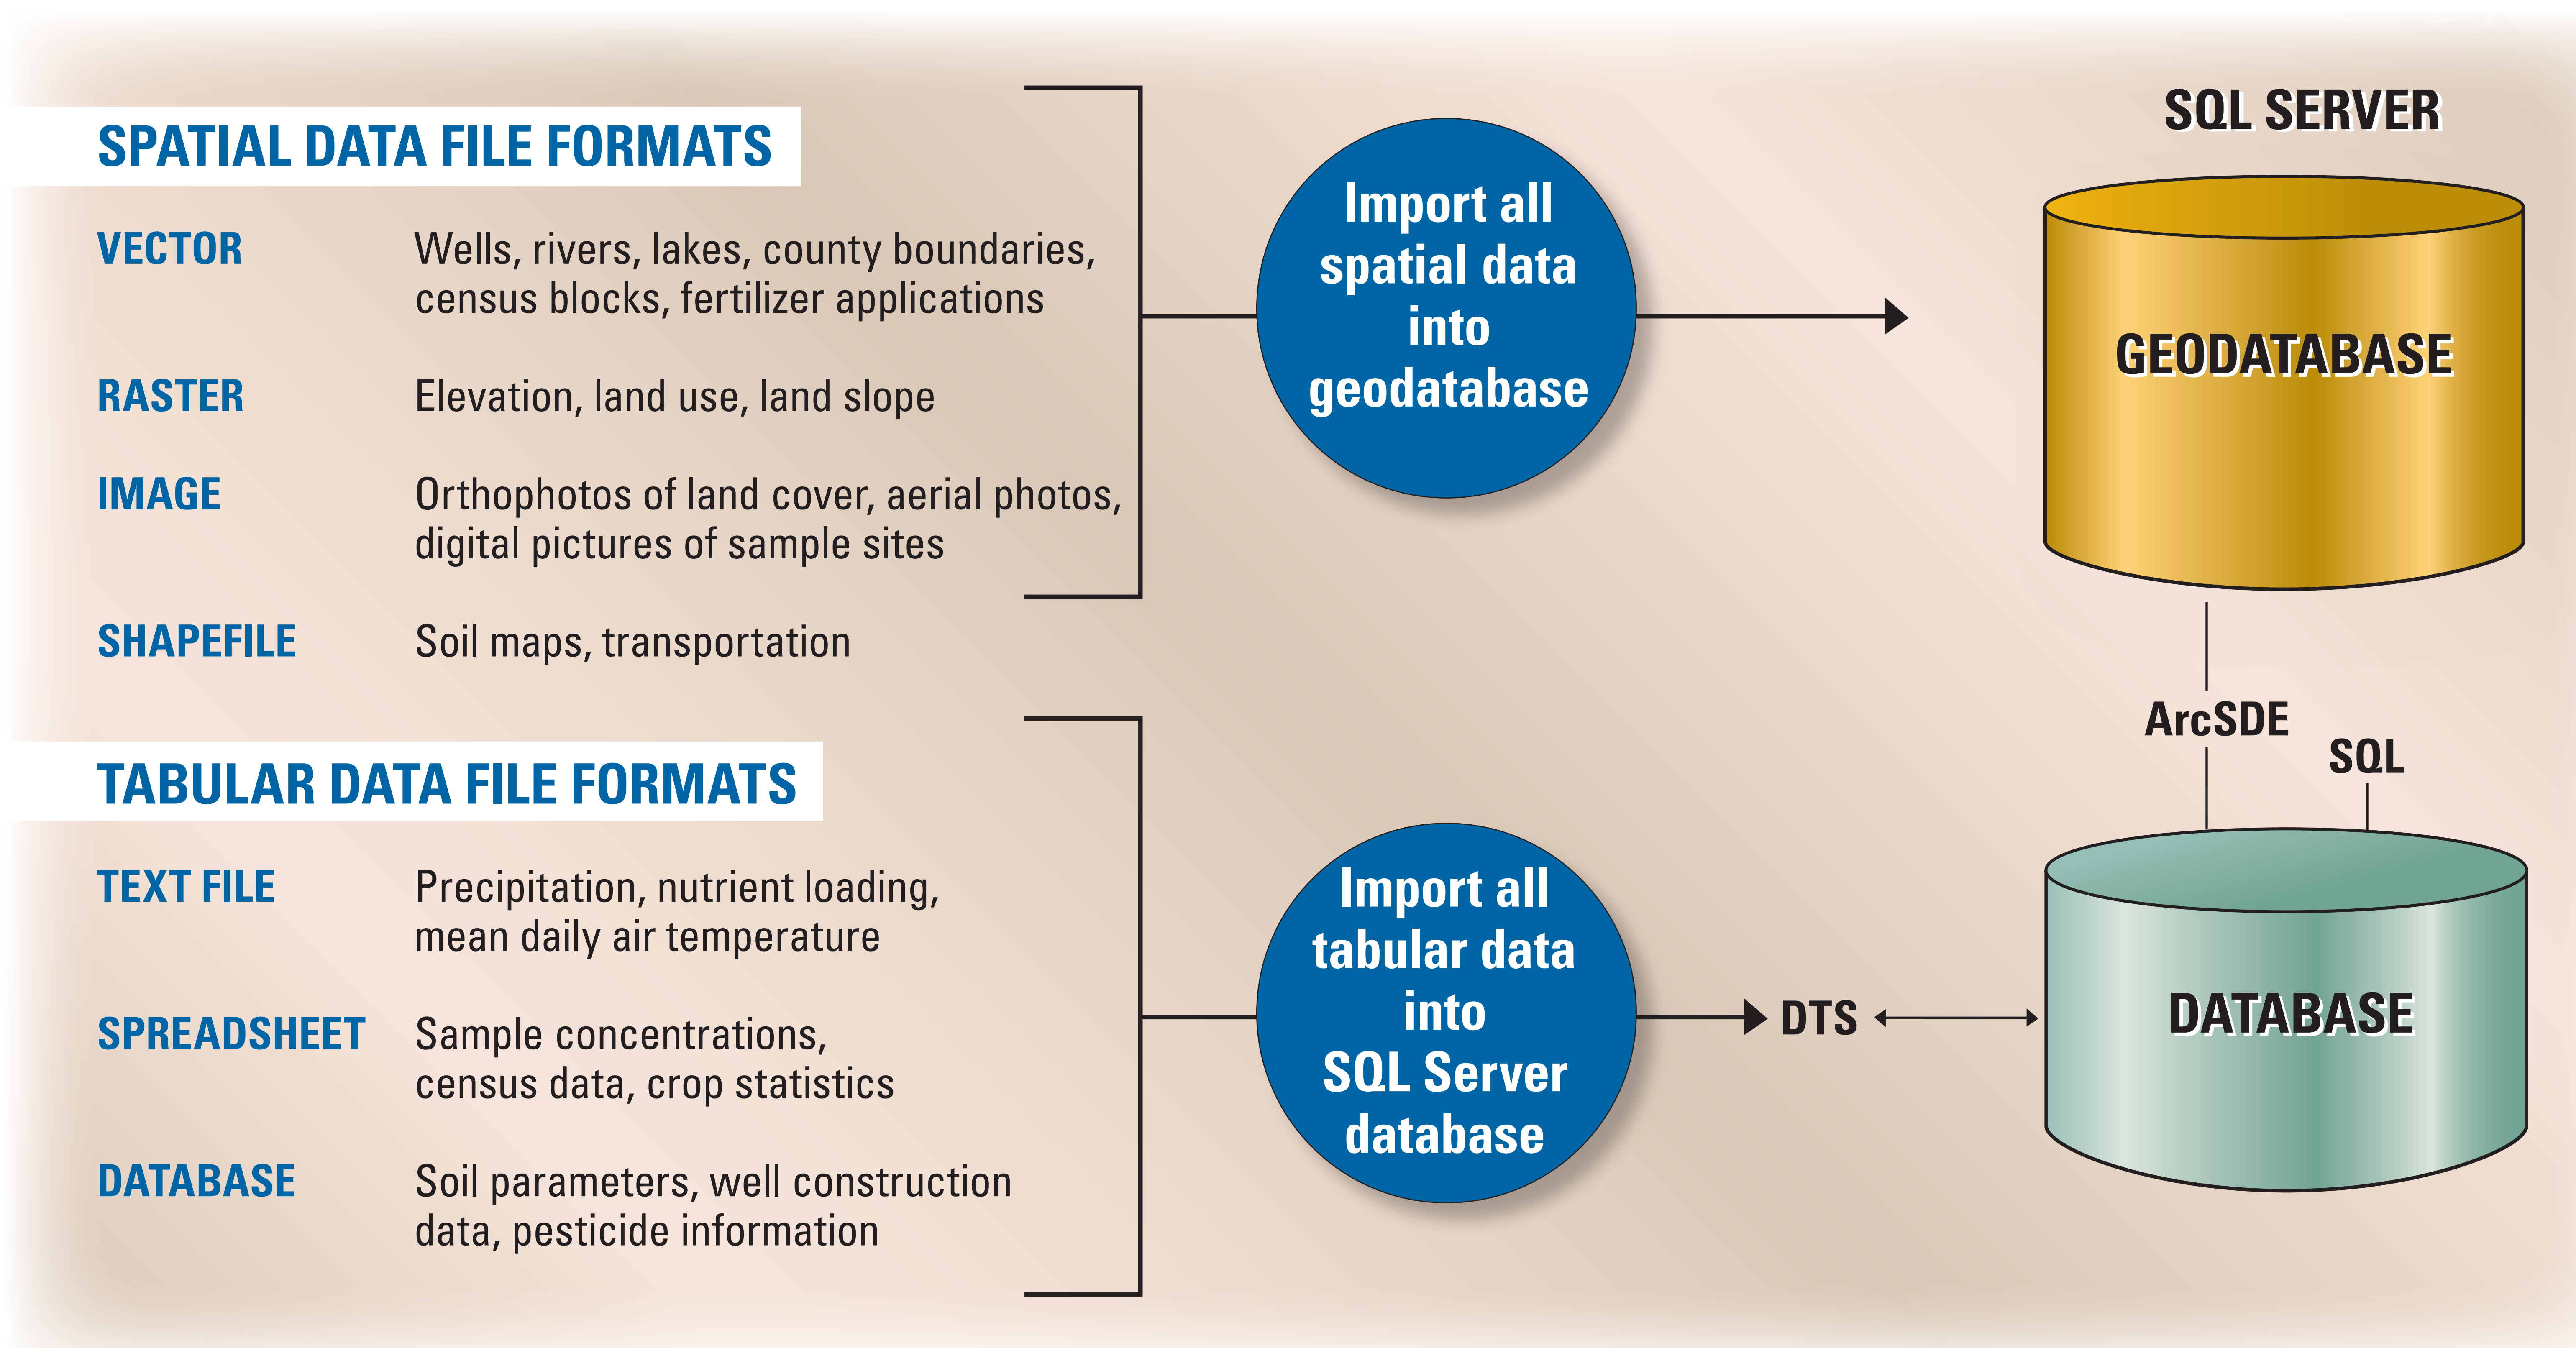 SPATIAL DATA FILE FORMATS
VECTOR Wells, rivers, lakes, county boundaries,
census blocks, fertilizer applications
RASTER Elevation, land use, land slope
IMAGE Orthophotos of land cover, aerial photos,
digital pictures of sample sites
SHAPEFILE Soil maps, transportation
Import all
spatial data
into
geodatabase
SQL SERVER
GEODATABASE
ArcSDE
SQL
TABULAR DATA FILE FORMATS
TEXT FILE Precipitation, nutrient loading,
mean daily air temperature
SPREADSHEET Sample concentrations,
census data, crop statistics
DATABASE Soil parameters, well construction
data, pesticide information
Import all
tabular data
into
SQL Server
database
DTS
DATABASE